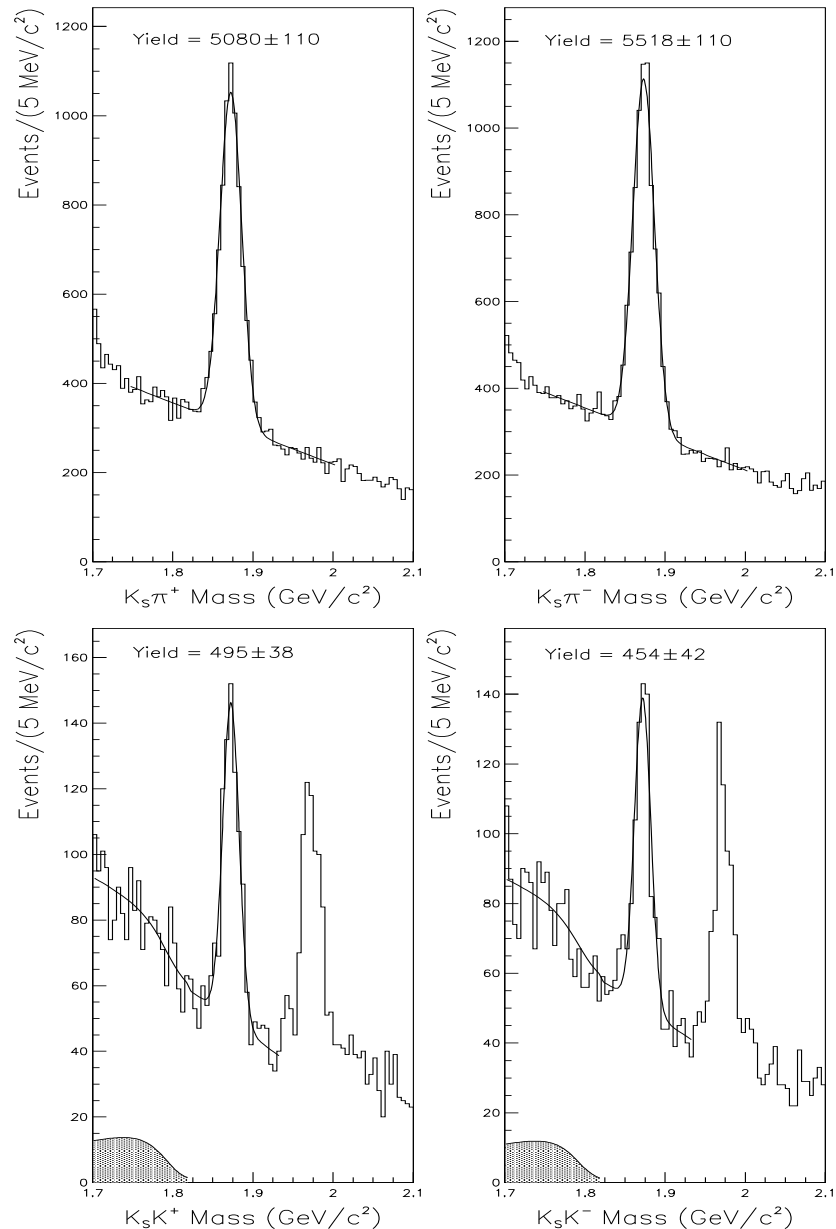 Yield = 5080±110
Events/(5 MeV/c²)
1200
1000
800
600
400
200
0
1.7 1.8 1.9 2 2.1
Kₛπ⁺ Mass (GeV/c²)
Yield = 5518±110
Events/(5 MeV/c²)
1200
1000
800
600
400
200
0
1.7 1.8 1.9 2 2.1
Kₛπ⁻ Mass (GeV/c²)
Yield = 495±38
Events/(5 MeV/c²)
160
140
120
100
80
60
40
20
0
1.7 1.8 1.9 2 2.1
KₛK⁺ Mass (GeV/c²)
Yield = 454±42
Events/(5 MeV/c²)
140
120
100
80
60
40
20
0
1.7 1.8 1.9 2 2.1
KₛK⁻ Mass (GeV/c²)